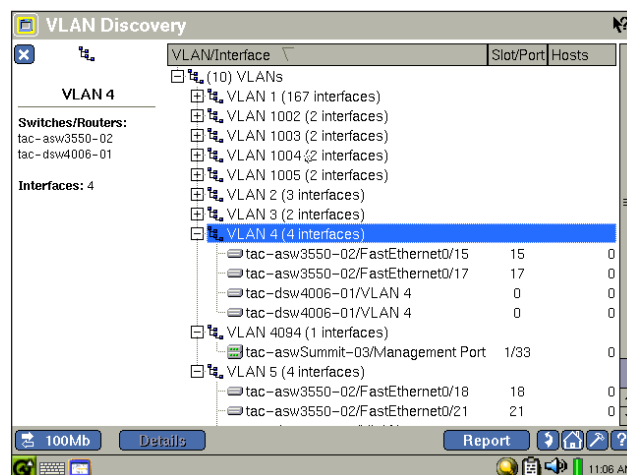 VLAN Discovery
VLAN 4
Switches/Routers:
tac-asw3550-02
tac-dsw4006-01
Interfaces: 4
VLAN/Interface Slot/Port Hosts
(10) VLANs
VLAN 1 (167 interfaces)
VLAN 1002 (2 interfaces)
VLAN 1003 (2 interfaces)
VLAN 1004 (2 interfaces)
VLAN 1005 (2 interfaces)
VLAN 2 (3 interfaces)
VLAN 3 (2 interfaces)
VLAN 4 (4 interfaces)
tac-asw3550-02/FastEthernet0/15 15 0
tac-asw3550-02/FastEthernet0/17 17 0
tac-dsw4006-01/VLAN 4 0 0
tac-dsw4006-01/VLAN 4 0 0
VLAN 4094 (1 interfaces)
tac-aswSummit-03/Management Port 1/33 0
VLAN 5 (4 interfaces)
tac-asw3550-02/FastEthernet0/18 18 0
tac-asw3550-02/FastEthernet0/21 21 0
100Mb Details Report ?
11:06 AM